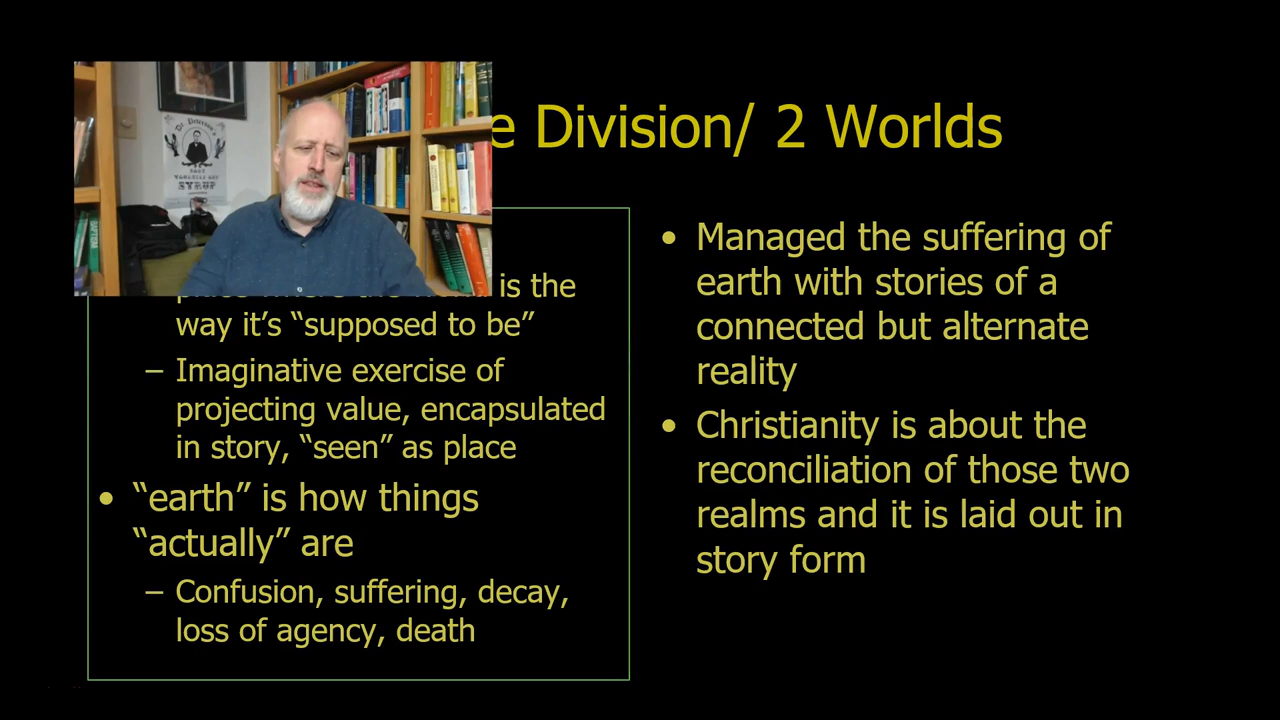 e Division/ 2 Worlds
Dr. Peterson's
SYRUP
is the
way it's “supposed to be”
– Imaginative exercise of
projecting value, encapsulated
in story, “seen” as place
• “earth” is how things
“actually” are
– Confusion, suffering, decay,
loss of agency, death
• Managed the suffering of
earth with stories of a
connected but alternate
reality
• Christianity is about the
reconciliation of those two
realms and it is laid out in
story form